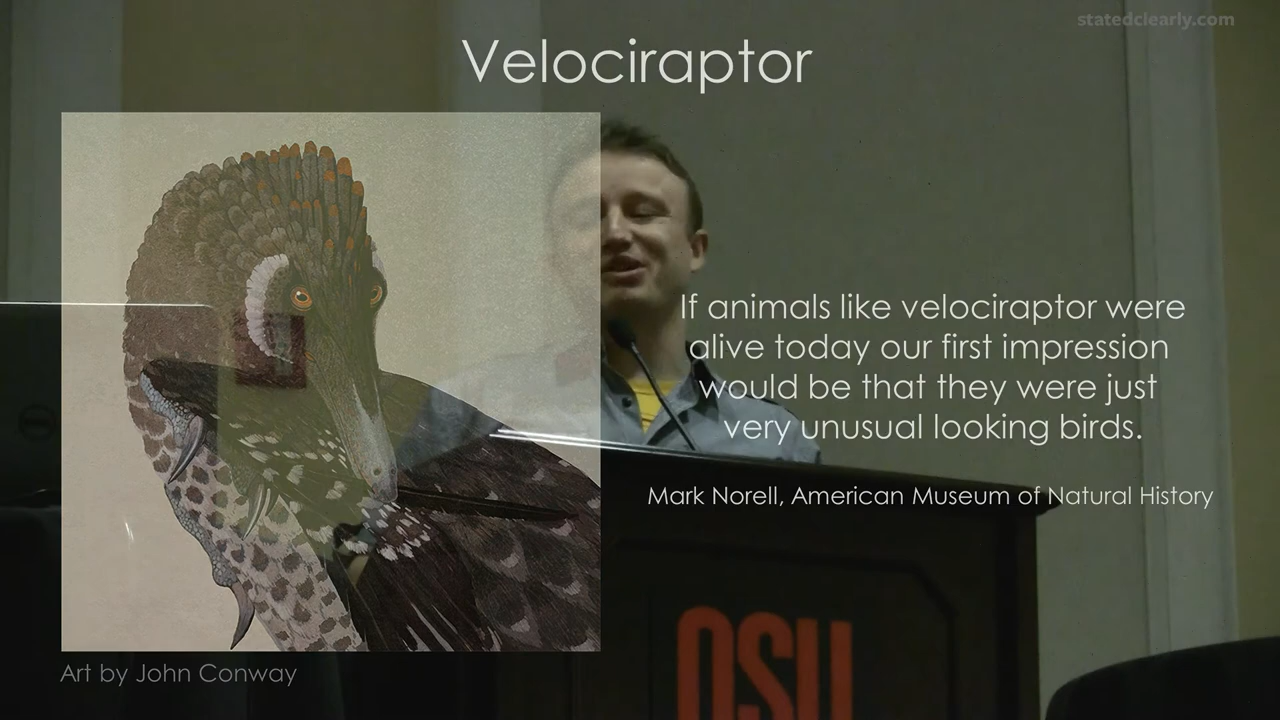 statedclearly.com
Velociraptor
If animals like velociraptor were
alive today our first impression
would be that they were just
very unusual looking birds.
Mark Norell, American Museum of Natural History
OSU
Art by John Conway